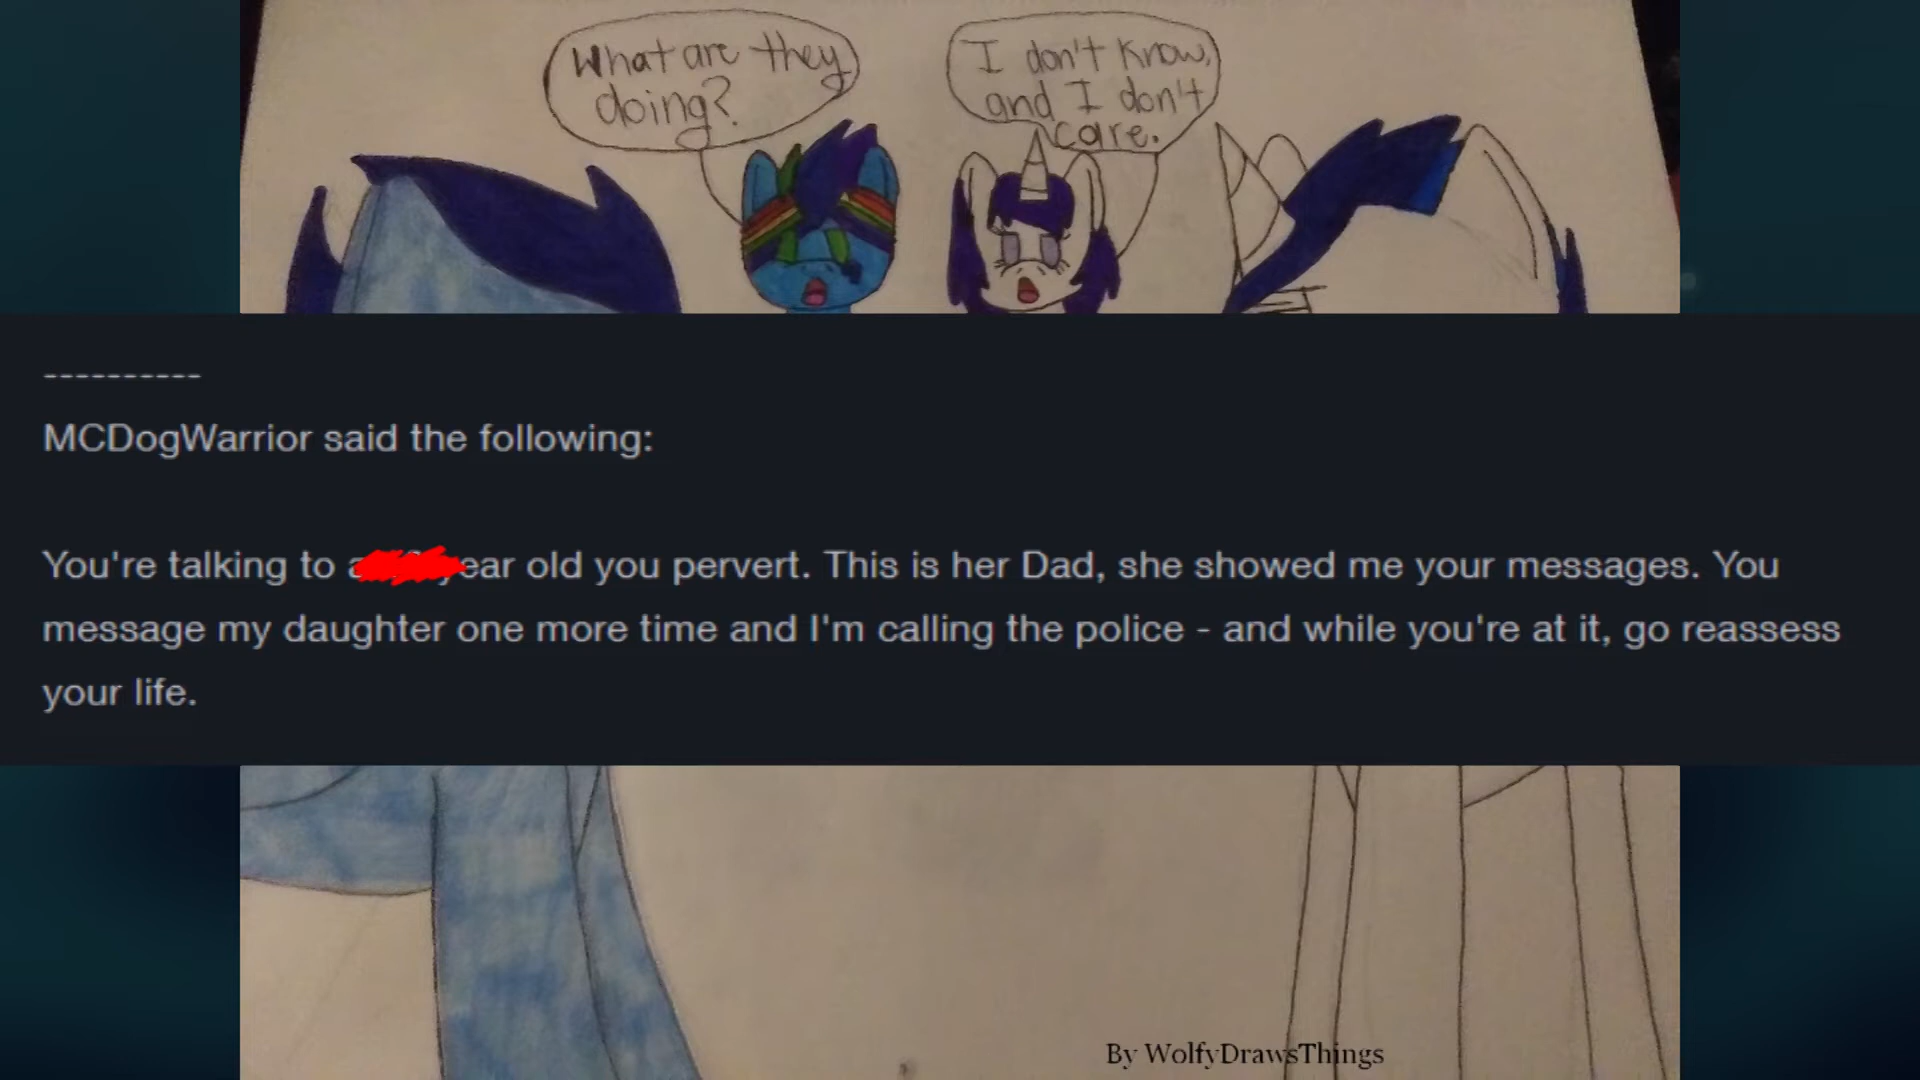 What are they
doing?
I don't know,
and I don't
care.
----------
MCDogWarrior said the following:
You're talking to a ear old you pervert. This is her Dad, she showed me your messages. You
message my daughter one more time and I'm calling the police - and while you're at it, go reassess
your life.
By WolfyDrawsThings